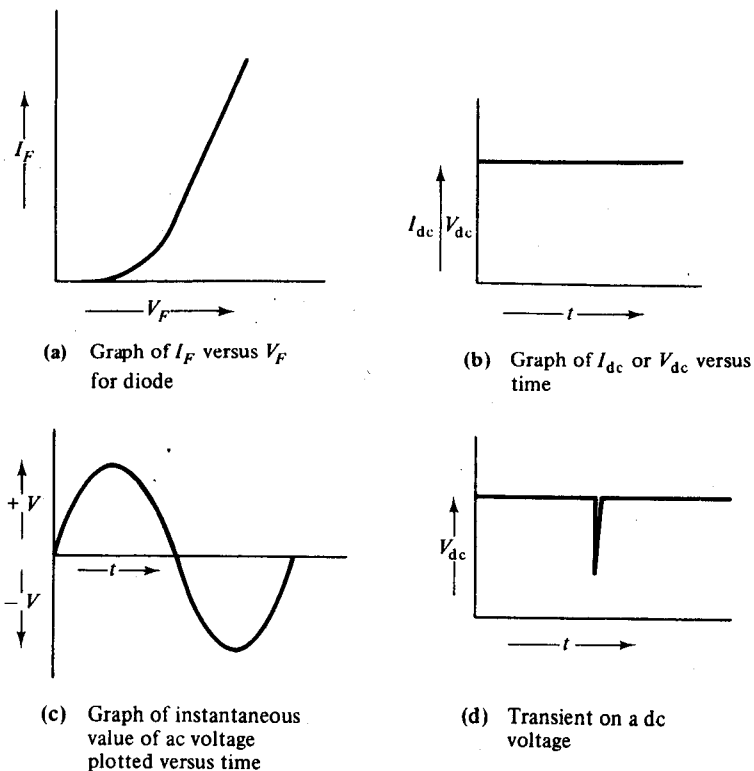 I_F
V_F
(a) Graph of I_F versus V_F
for diode
I_dc V_dc
t
(b) Graph of I_dc or V_dc versus
time
+ V
t
− V
(c) Graph of instantaneous
value of ac voltage
plotted versus time
V_dc
t
(d) Transient on a dc
voltage